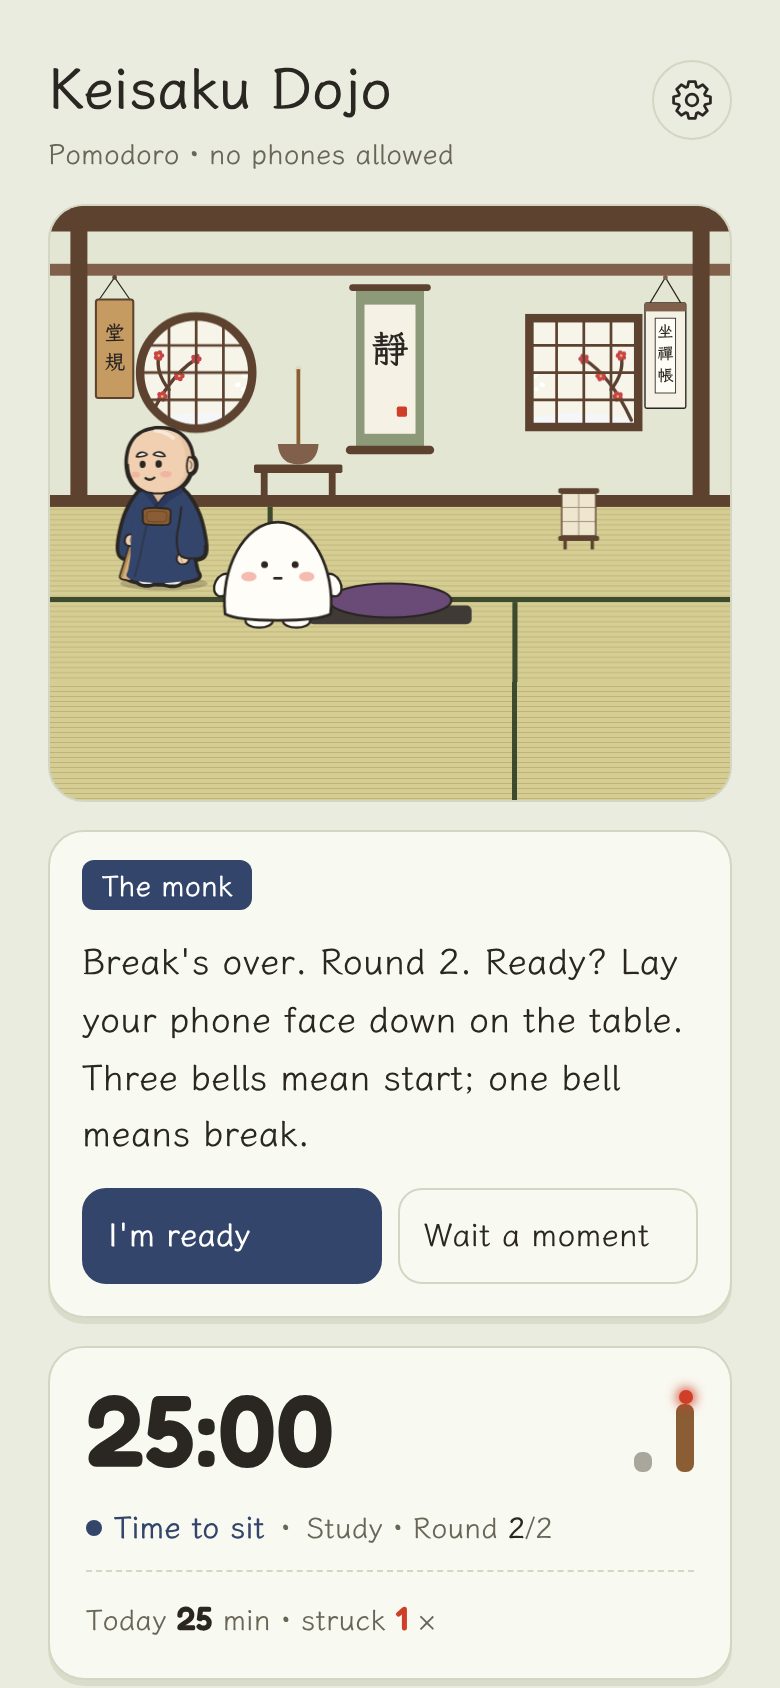 Keisaku Dojo
Pomodoro • no phones allowed
堂規
靜
坐禪帳
The monk
Break's over. Round 2. Ready? Lay
your phone face down on the table.
Three bells mean start; one bell
means break.
I'm ready
Wait a moment
25:00
Time to sit • Study • Round 2/2
Today 25 min • struck 1 ×